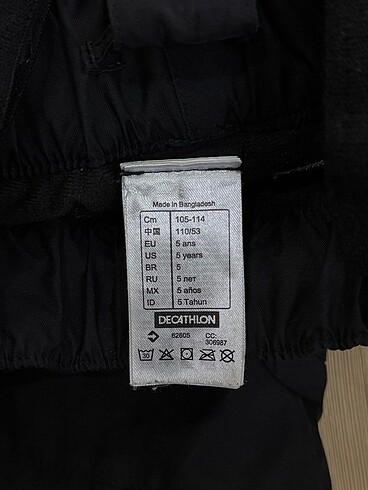 Made in Bangladesh
Cm 105-114
中国 110/53
EU 5 ans
US 5 years
BR 5
RU 5 лет
MX 5 años
ID 5 Tahun
DECATHLON
62605 CC:
306987
30